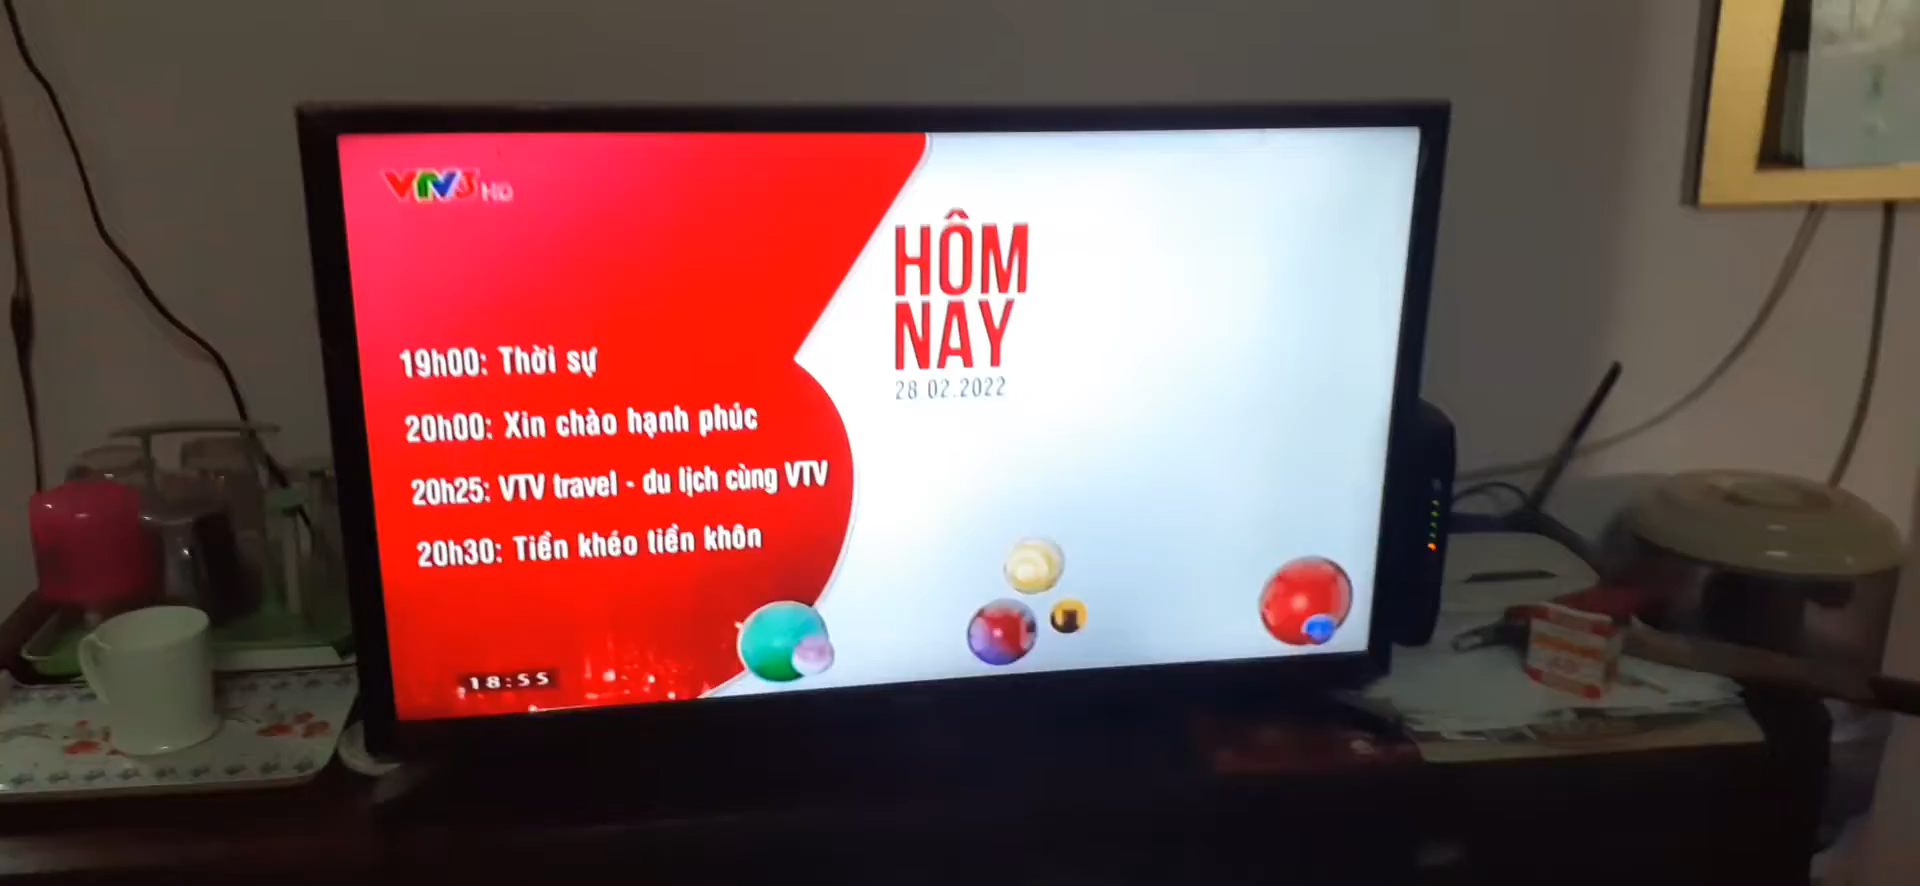 VTV3 HD
HÔM
NAY
28.02.2022
19h00: Thời sự
20h00: Xin chào hạnh phúc
20h25: VTV travel - du lịch cùng VTV
20h30: Tiền khéo tiền khôn
18:55